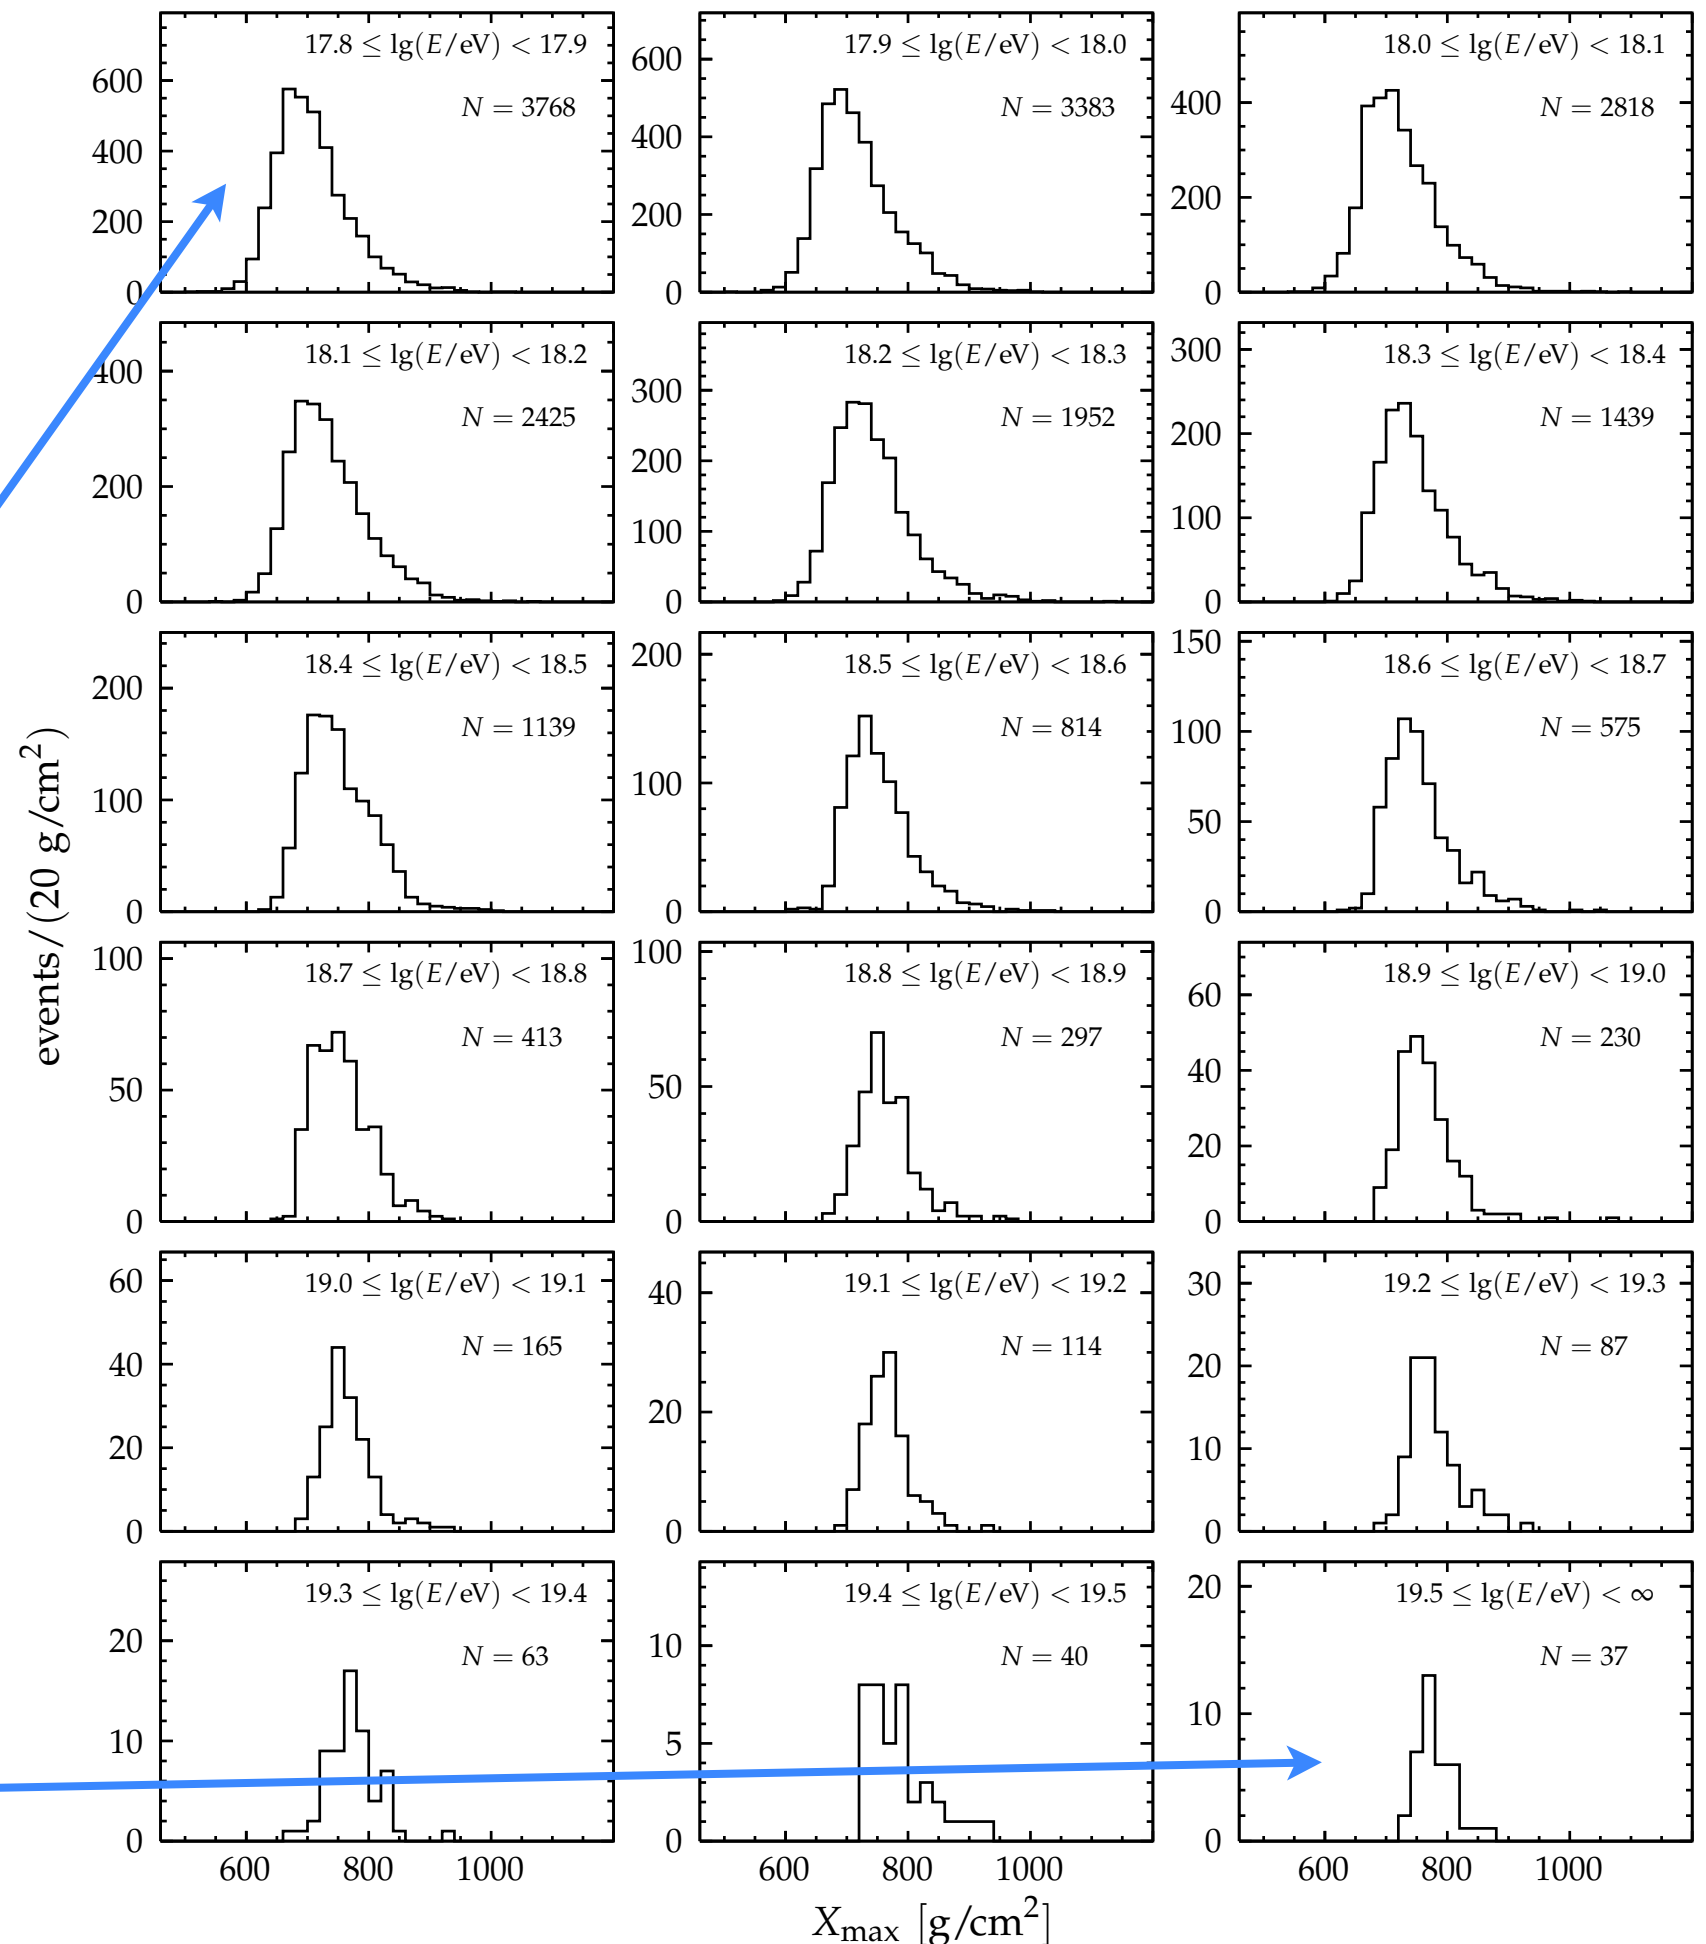 17.8 ≤ lg(E/eV) < 17.9
N = 3768
600
400
200
0
17.9 ≤ lg(E/eV) < 18.0
N = 3383
600
400
200
0
18.0 ≤ lg(E/eV) < 18.1
N = 2818
400
200
0
18.1 ≤ lg(E/eV) < 18.2
N = 2425
400
200
0
18.2 ≤ lg(E/eV) < 18.3
N = 1952
300
200
100
0
18.3 ≤ lg(E/eV) < 18.4
N = 1439
300
200
100
0
18.4 ≤ lg(E/eV) < 18.5
N = 1139
200
100
0
18.5 ≤ lg(E/eV) < 18.6
N = 814
200
100
0
18.6 ≤ lg(E/eV) < 18.7
N = 575
150
100
50
0
events/(20 g/cm²)
18.7 ≤ lg(E/eV) < 18.8
N = 413
100
50
0
18.8 ≤ lg(E/eV) < 18.9
N = 297
100
50
0
18.9 ≤ lg(E/eV) < 19.0
N = 230
60
40
20
0
19.0 ≤ lg(E/eV) < 19.1
N = 165
60
40
20
0
19.1 ≤ lg(E/eV) < 19.2
N = 114
40
20
0
19.2 ≤ lg(E/eV) < 19.3
N = 87
30
20
10
0
19.3 ≤ lg(E/eV) < 19.4
N = 63
20
10
0
19.4 ≤ lg(E/eV) < 19.5
N = 40
10
5
0
19.5 ≤ lg(E/eV) < ∞
N = 37
20
10
0
600 800 1000
600 800 1000
600 800 1000
Xmax [g/cm²]